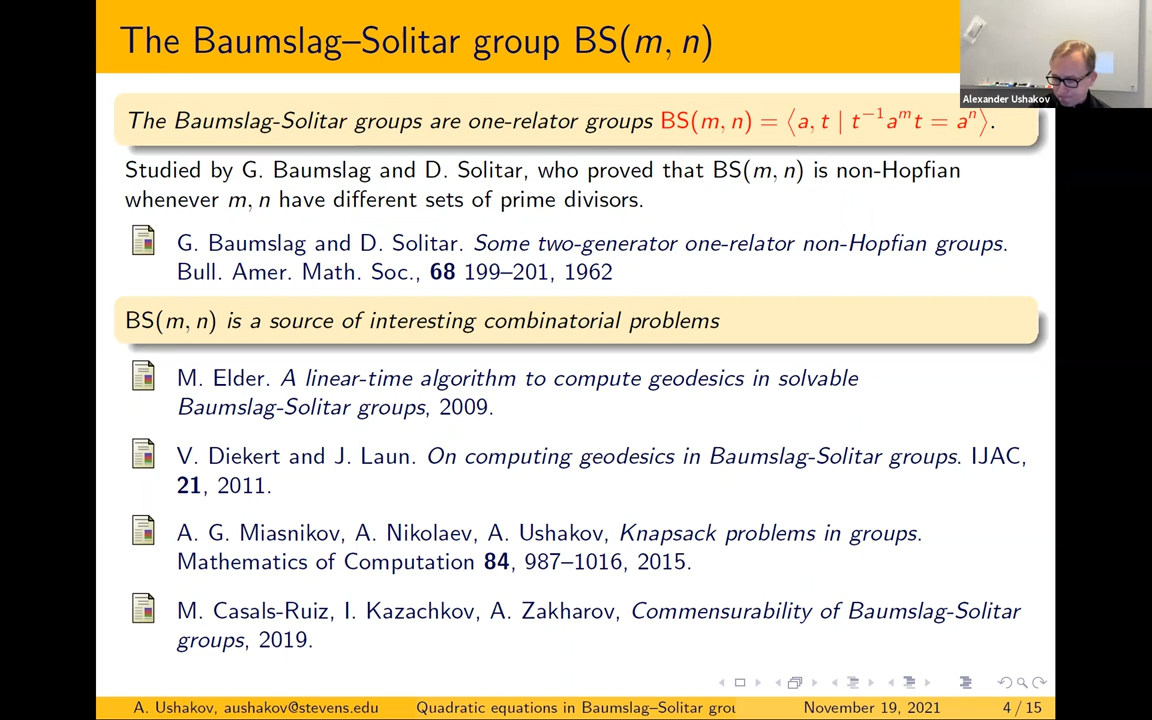 The Baumslag–Solitar group BS(m, n)
Alexander Ushakov
The Baumslag-Solitar groups are one-relator groups BS(m, n) = ⟨a, t | t⁻¹aᵐt = aⁿ⟩.
Studied by G. Baumslag and D. Solitar, who proved that BS(m, n) is non-Hopfian
whenever m, n have different sets of prime divisors.
G. Baumslag and D. Solitar. Some two-generator one-relator non-Hopfian groups.
Bull. Amer. Math. Soc., 68 199–201, 1962
BS(m, n) is a source of interesting combinatorial problems
M. Elder. A linear-time algorithm to compute geodesics in solvable
Baumslag-Solitar groups, 2009.
V. Diekert and J. Laun. On computing geodesics in Baumslag-Solitar groups. IJAC,
21, 2011.
A. G. Miasnikov, A. Nikolaev, A. Ushakov, Knapsack problems in groups.
Mathematics of Computation 84, 987–1016, 2015.
M. Casals-Ruiz, I. Kazachkov, A. Zakharov, Commensurability of Baumslag-Solitar
groups, 2019.
A. Ushakov, aushakov@stevens.edu Quadratic equations in Baumslag–Solitar grou November 19, 2021 4 / 15